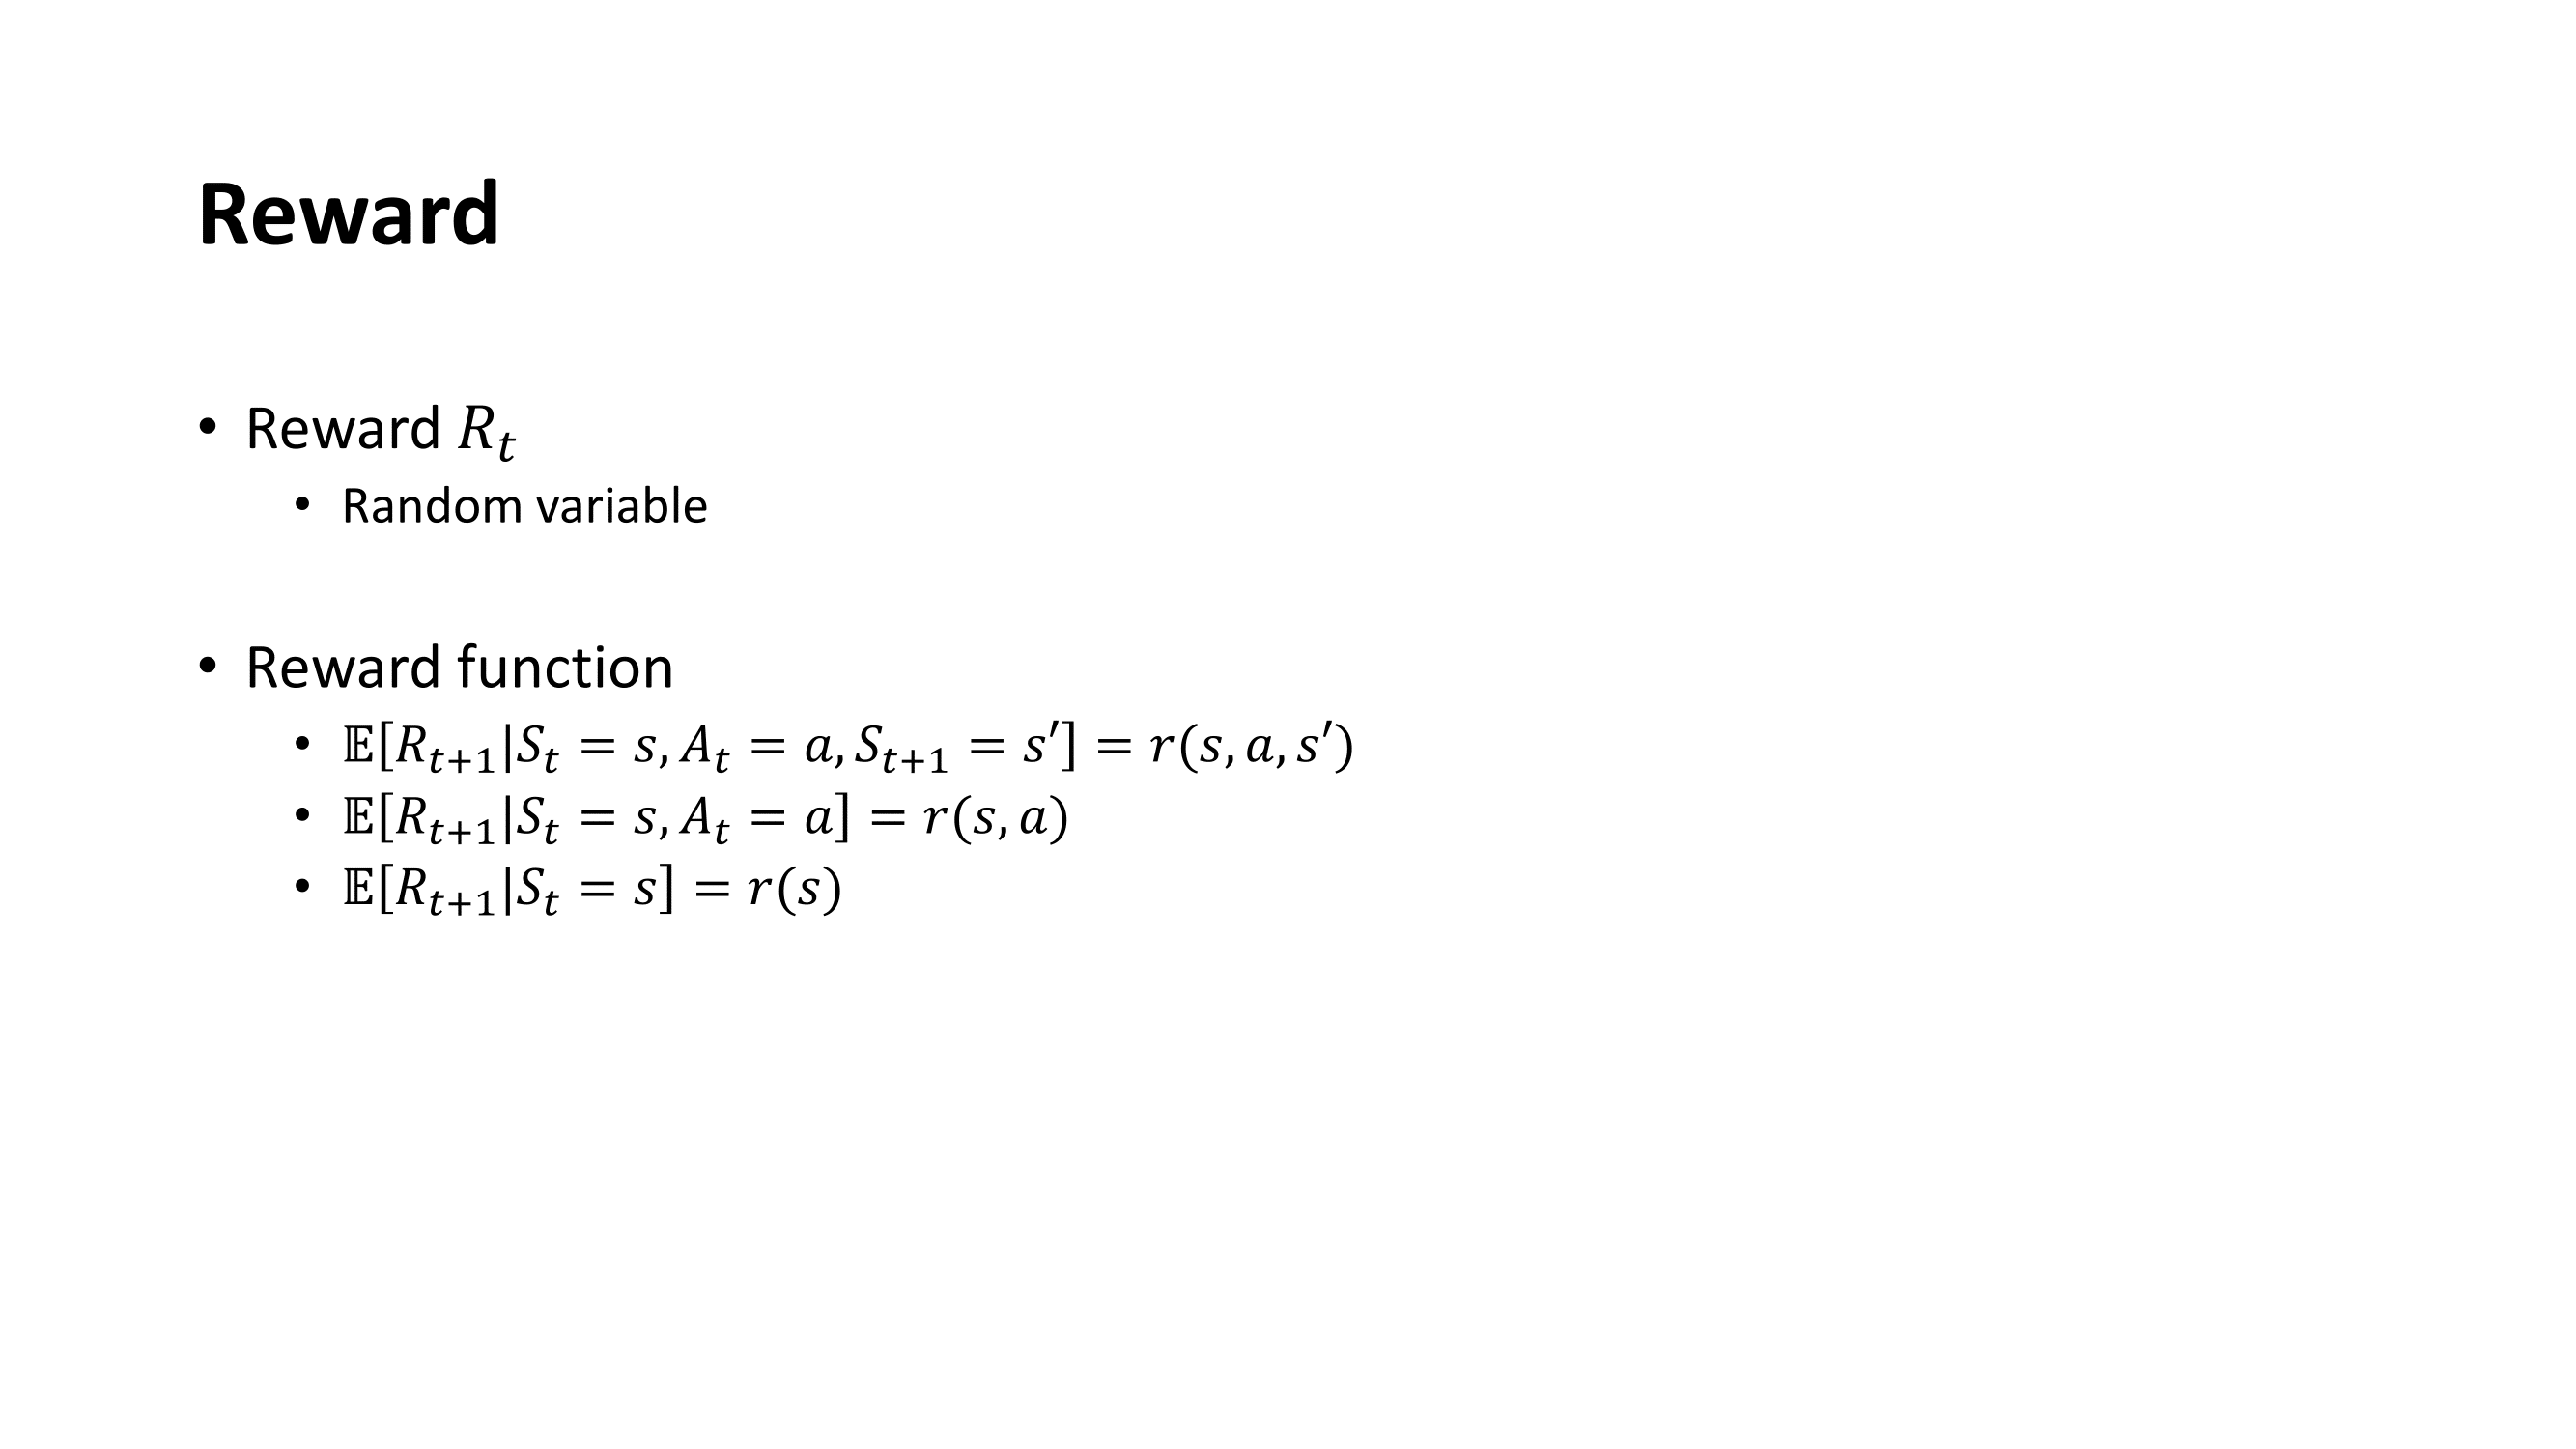 Reward
• Reward $R_t$
• Random variable
• Reward function
• $\mathbb{E}[R_{t+1}|S_t = s, A_t = a, S_{t+1} = s'] = r(s, a, s')$
• $\mathbb{E}[R_{t+1}|S_t = s, A_t = a] = r(s, a)$
• $\mathbb{E}[R_{t+1}|S_t = s] = r(s)$